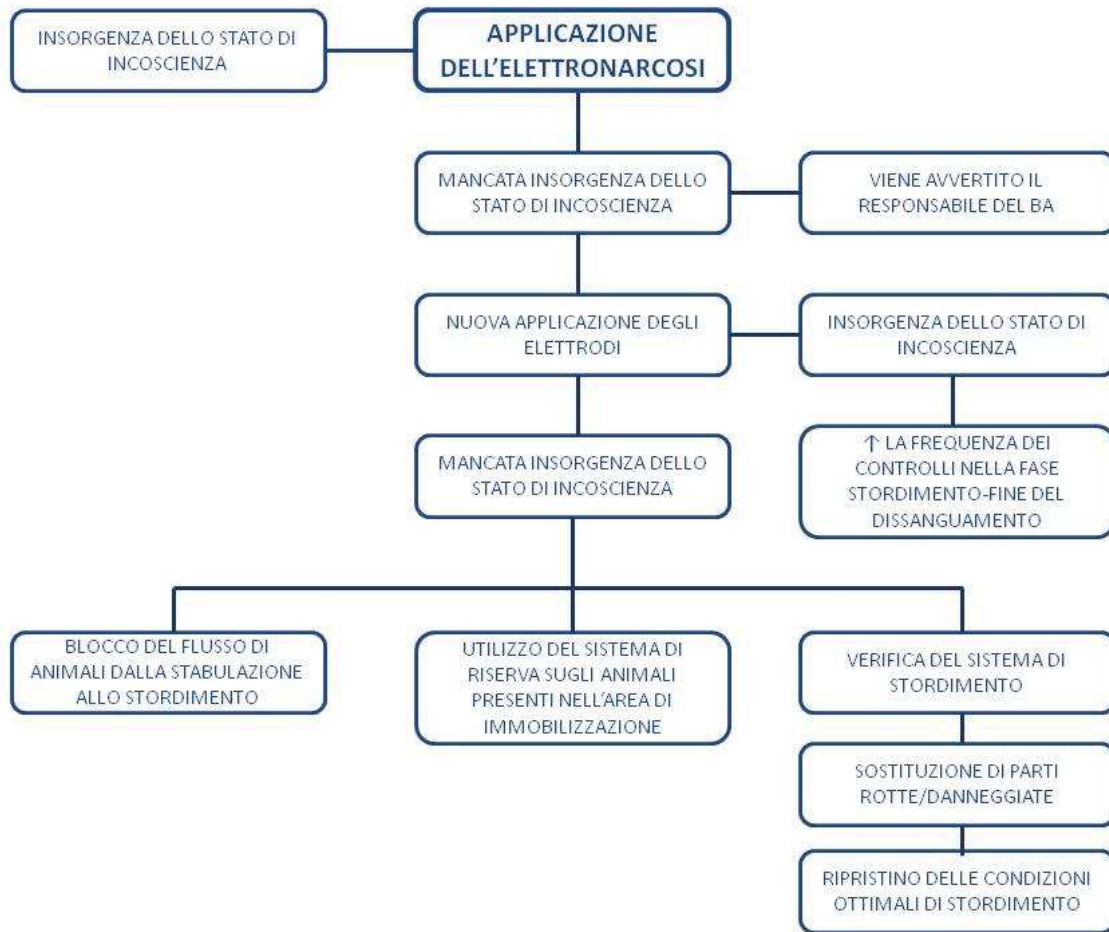 INSORGENZA DELLO STATO DI
INCOSCIENZA
APPLICAZIONE
DELL'ELETTRONARCOSI
MANCATA INSORGENZA DELLO
STATO DI INCOSCIENZA
VIENE AVVERTITO IL
RESPONSABILE DEL BA
NUOVA APPLICAZIONE DEGLI
ELETTRODI
INSORGENZA DELLO STATO DI
INCOSCIENZA
MANCATA INSORGENZA DELLO
STATO DI INCOSCIENZA
↑ LA FREQUENZA DEI
CONTROLLI NELLA FASE
STORDIMENTO-FINE DEL
DISSANGUAMENTO
BLOCCO DEL FLUSSO DI
ANIMALI DALLA STABULAZIONE
ALLO STORDIMENTO
UTILIZZO DEL SISTEMA DI
RISERVA SUGLI ANIMALI
PRESENTI NELL'AREA DI
IMMOBILIZZAZIONE
VERIFICA DEL SISTEMA DI
STORDIMENTO
SOSTITUZIONE DI PARTI
ROTTE/DANNEGGIATE
RIPRISTINO DELLE CONDIZIONI
OTTIMALI DI STORDIMENTO